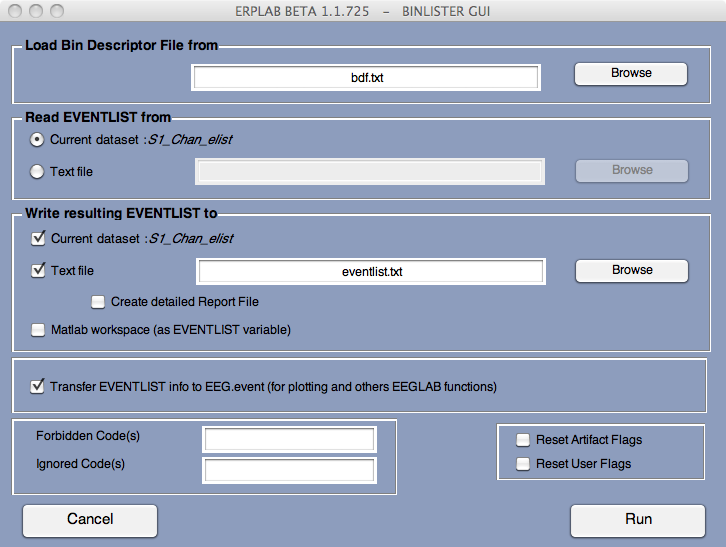 ERPLAB BETA 1.1.725 - BINLISTER GUI
Load Bin Descriptor File from
bdf.txt
Browse
Read EVENTLIST from
Current dataset :S1_Chan_elist
Text file
Browse
Write resulting EVENTLIST to
Current dataset :S1_Chan_elist
Text file
eventlist.txt
Browse
Create detailed Report File
Matlab workspace (as EVENTLIST variable)
Transfer EVENTLIST info to EEG.event (for plotting and others EEGLAB functions)
Forbidden Code(s)
Ignored Code(s)
Reset Artifact Flags
Reset User Flags
Cancel
Run